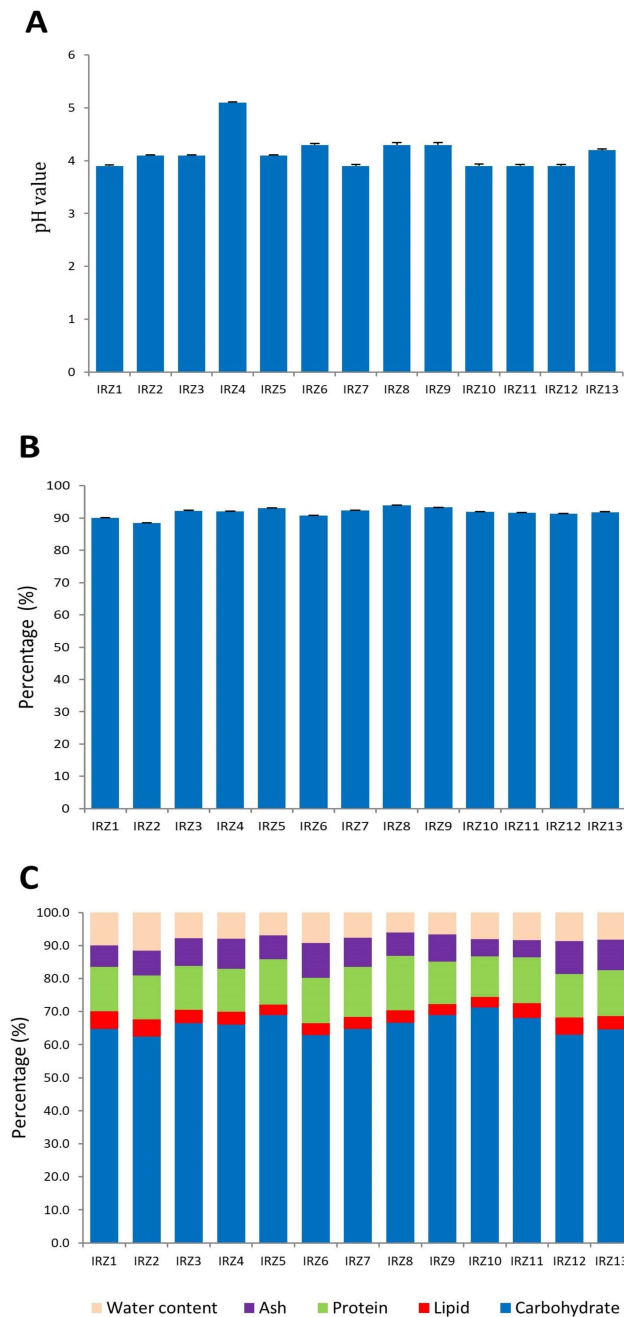 A
6
5
4
3
2
1
0
pH value
IRZ1 IRZ2 IRZ3 IRZ4 IRZ5 IRZ6 IRZ7 IRZ8 IRZ9 IRZ10 IRZ11 IRZ12 IRZ13
B
100
90
80
70
60
50
40
30
20
10
0
Percentage (%)
IRZ1 IRZ2 IRZ3 IRZ4 IRZ5 IRZ6 IRZ7 IRZ8 IRZ9 IRZ10 IRZ11 IRZ12 IRZ13
C
100.0
90.0
80.0
70.0
60.0
50.0
40.0
30.0
20.0
10.0
0.0
Percentage (%)
IRZ1 IRZ2 IRZ3 IRZ4 IRZ5 IRZ6 IRZ7 IRZ8 IRZ9 IRZ10 IRZ11 IRZ12 IRZ13
Water content Ash Protein Lipid Carbohydrate